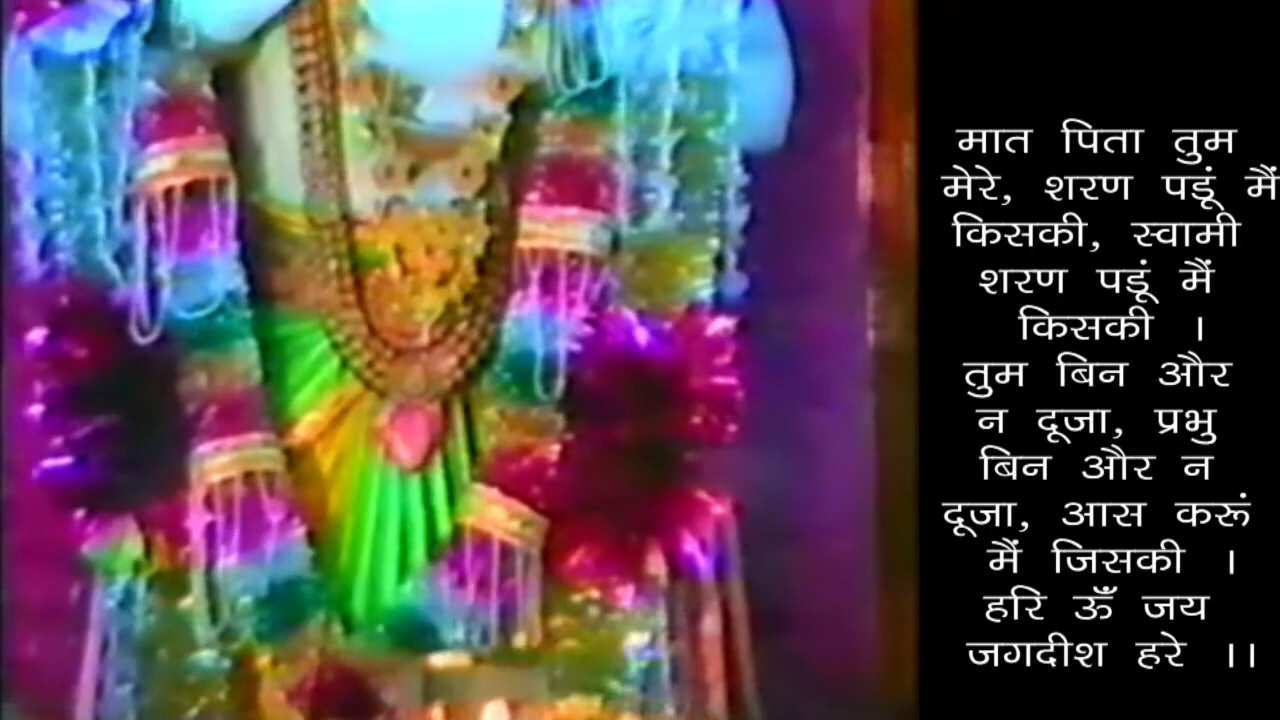 मात पिता तुम
मेरे, शरण पडूं मैं
किसकी, स्वामी
शरण पडूं मैं
किसकी ।
तुम बिन और
न दूजा, प्रभु
बिन और न
दूजा, आस करूं
मैं जिसकी ।
हरि ऊँ जय
जगदीश हरे ।।